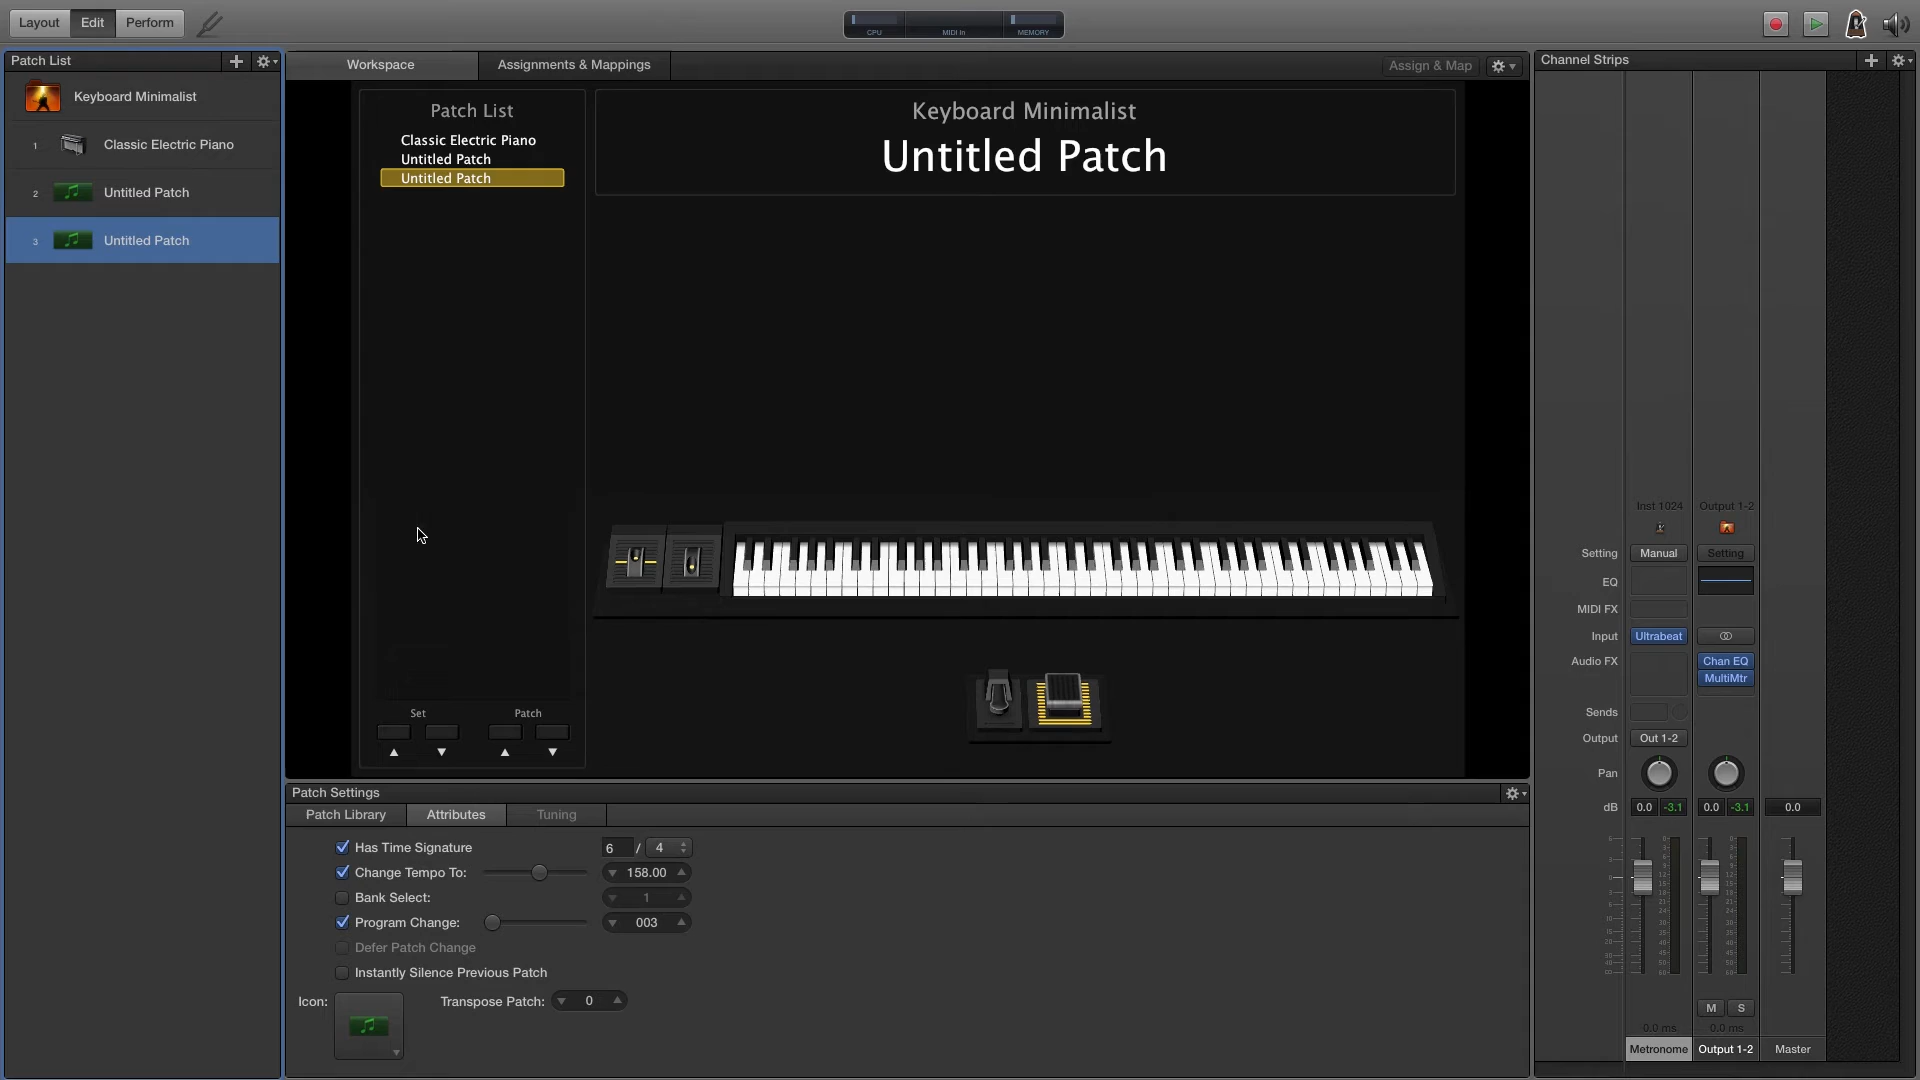 Layout Edit Perform
CPU MIDI In MEMORY
Patch List
Keyboard Minimalist
1 Classic Electric Piano
2 Untitled Patch
3 Untitled Patch
Workspace Assignments & Mappings Assign & Map
Patch List
Classic Electric Piano
Untitled Patch
Untitled Patch
Set Patch
Keyboard Minimalist
Untitled Patch
Patch Settings
Patch Library Attributes Tuning
Has Time Signature 6 / 4
Change Tempo To: 158.00
Bank Select: 1
Program Change: 003
Defer Patch Change
Instantly Silence Previous Patch
Icon: Transpose Patch: 0
Channel Strips
Inst 1024 Output 1-2
Setting Manual Setting
EQ
MIDI FX
Input Ultrabeat
Audio FX Chan EQ
MultiMtr
Sends
Output Out 1-2
Pan
dB 0.0 -3.1 0.0 -3.1 0.0
M S
0.0 ms 0.0 ms
Metronome Output 1-2 Master